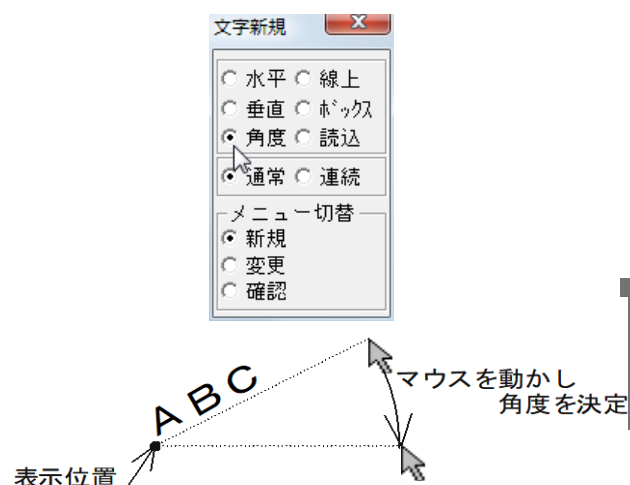 文字新規
水平 線上
垂直 ボックス
角度 読込
通常 連続
メニュー切替
新規
変更
確認
ABC
マウスを動かし
角度を決定
表示位置